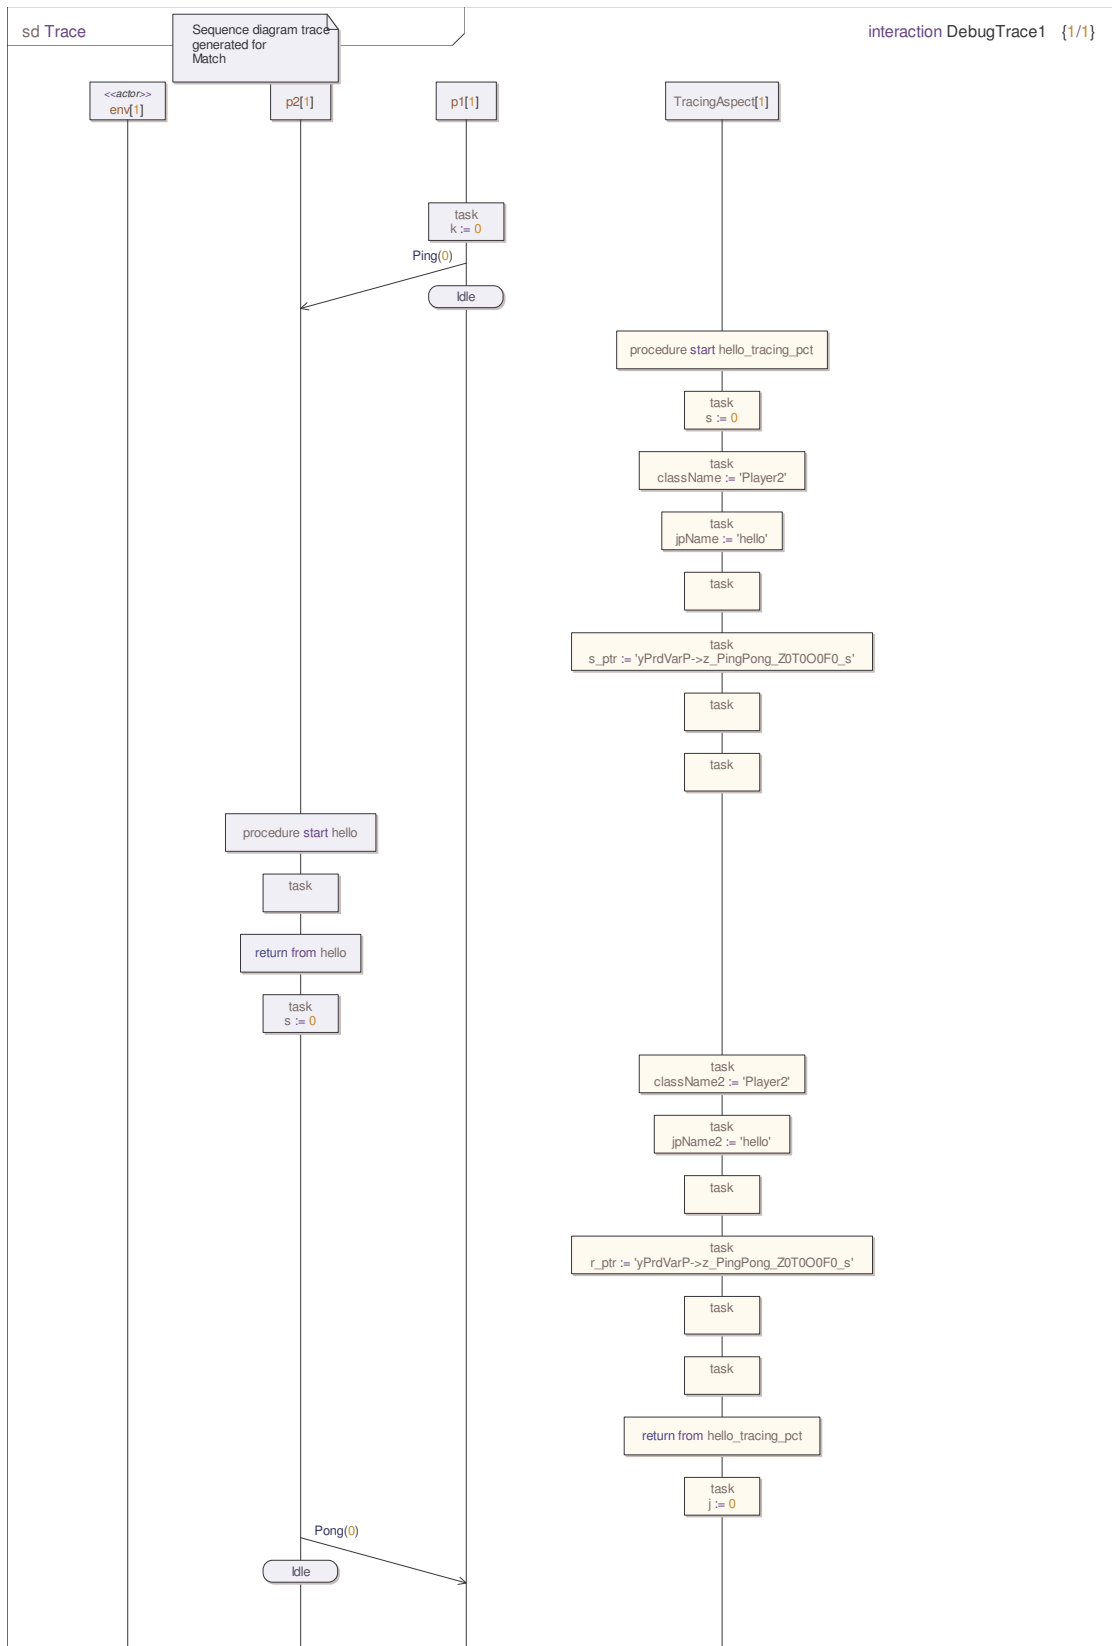 sd Trace
Sequence diagram trace
generated for
Match
interaction DebugTrace1 {1/1}
<<actor>>
env[1]
p2[1]
p1[1]
TracingAspect[1]
task
k := 0
Ping(0)
Idle
procedure start hello_tracing_pct
task
s := 0
task
className := 'Player2'
task
jpName := 'hello'
task
task
s_ptr := 'yPrdVarP->z_PingPong_Z0T0O0F0_s'
task
task
procedure start hello
task
return from hello
task
s := 0
task
className2 := 'Player2'
task
jpName2 := 'hello'
task
task
r_ptr := 'yPrdVarP->z_PingPong_Z0T0O0F0_s'
task
task
return from hello_tracing_pct
task
j := 0
Pong(0)
Idle